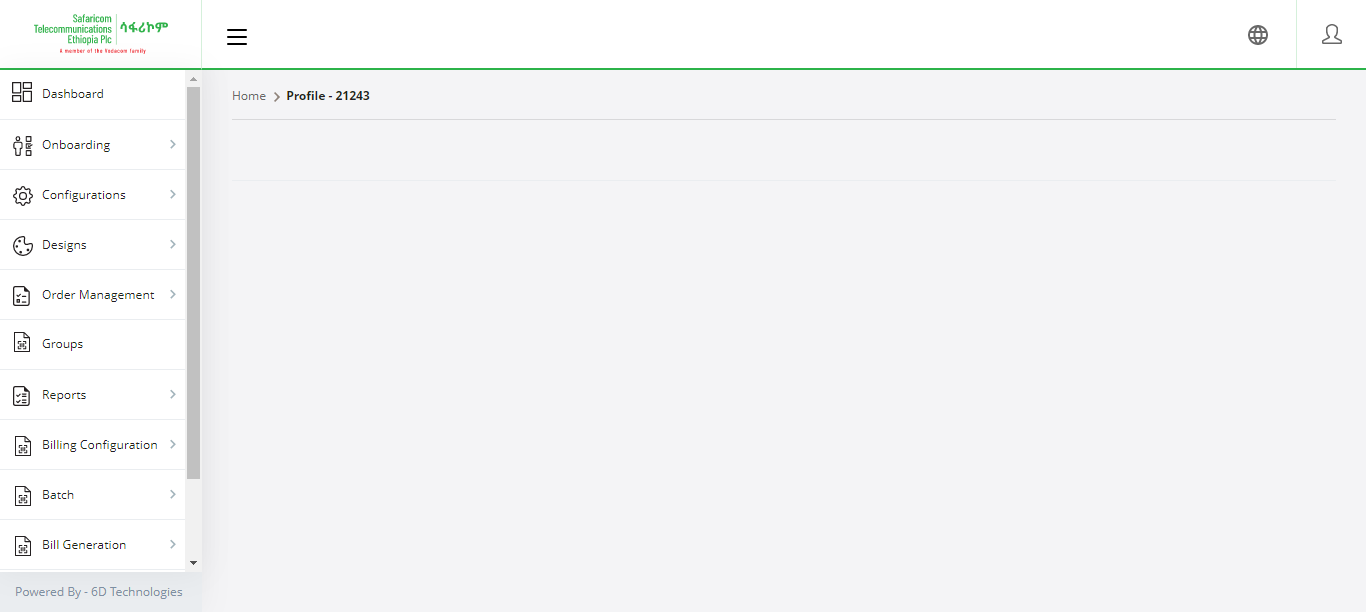 Safaricom
Telecommunications
Ethiopia Plc
ሳፋሪኮም
A member of the Vodacom family
Home > Profile - 21243
Dashboard
Onboarding
Configurations
Designs
Order Management
Groups
Reports
Billing Configuration
Batch
Bill Generation
Powered By - 6D Technologies